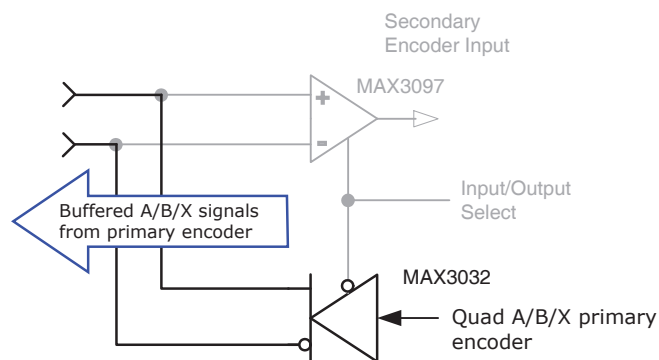 Secondary
Encoder Input
MAX3097
+
-
Buffered A/B/X signals
from primary encoder
Input/Output
Select
MAX3032
Quad A/B/X primary
encoder